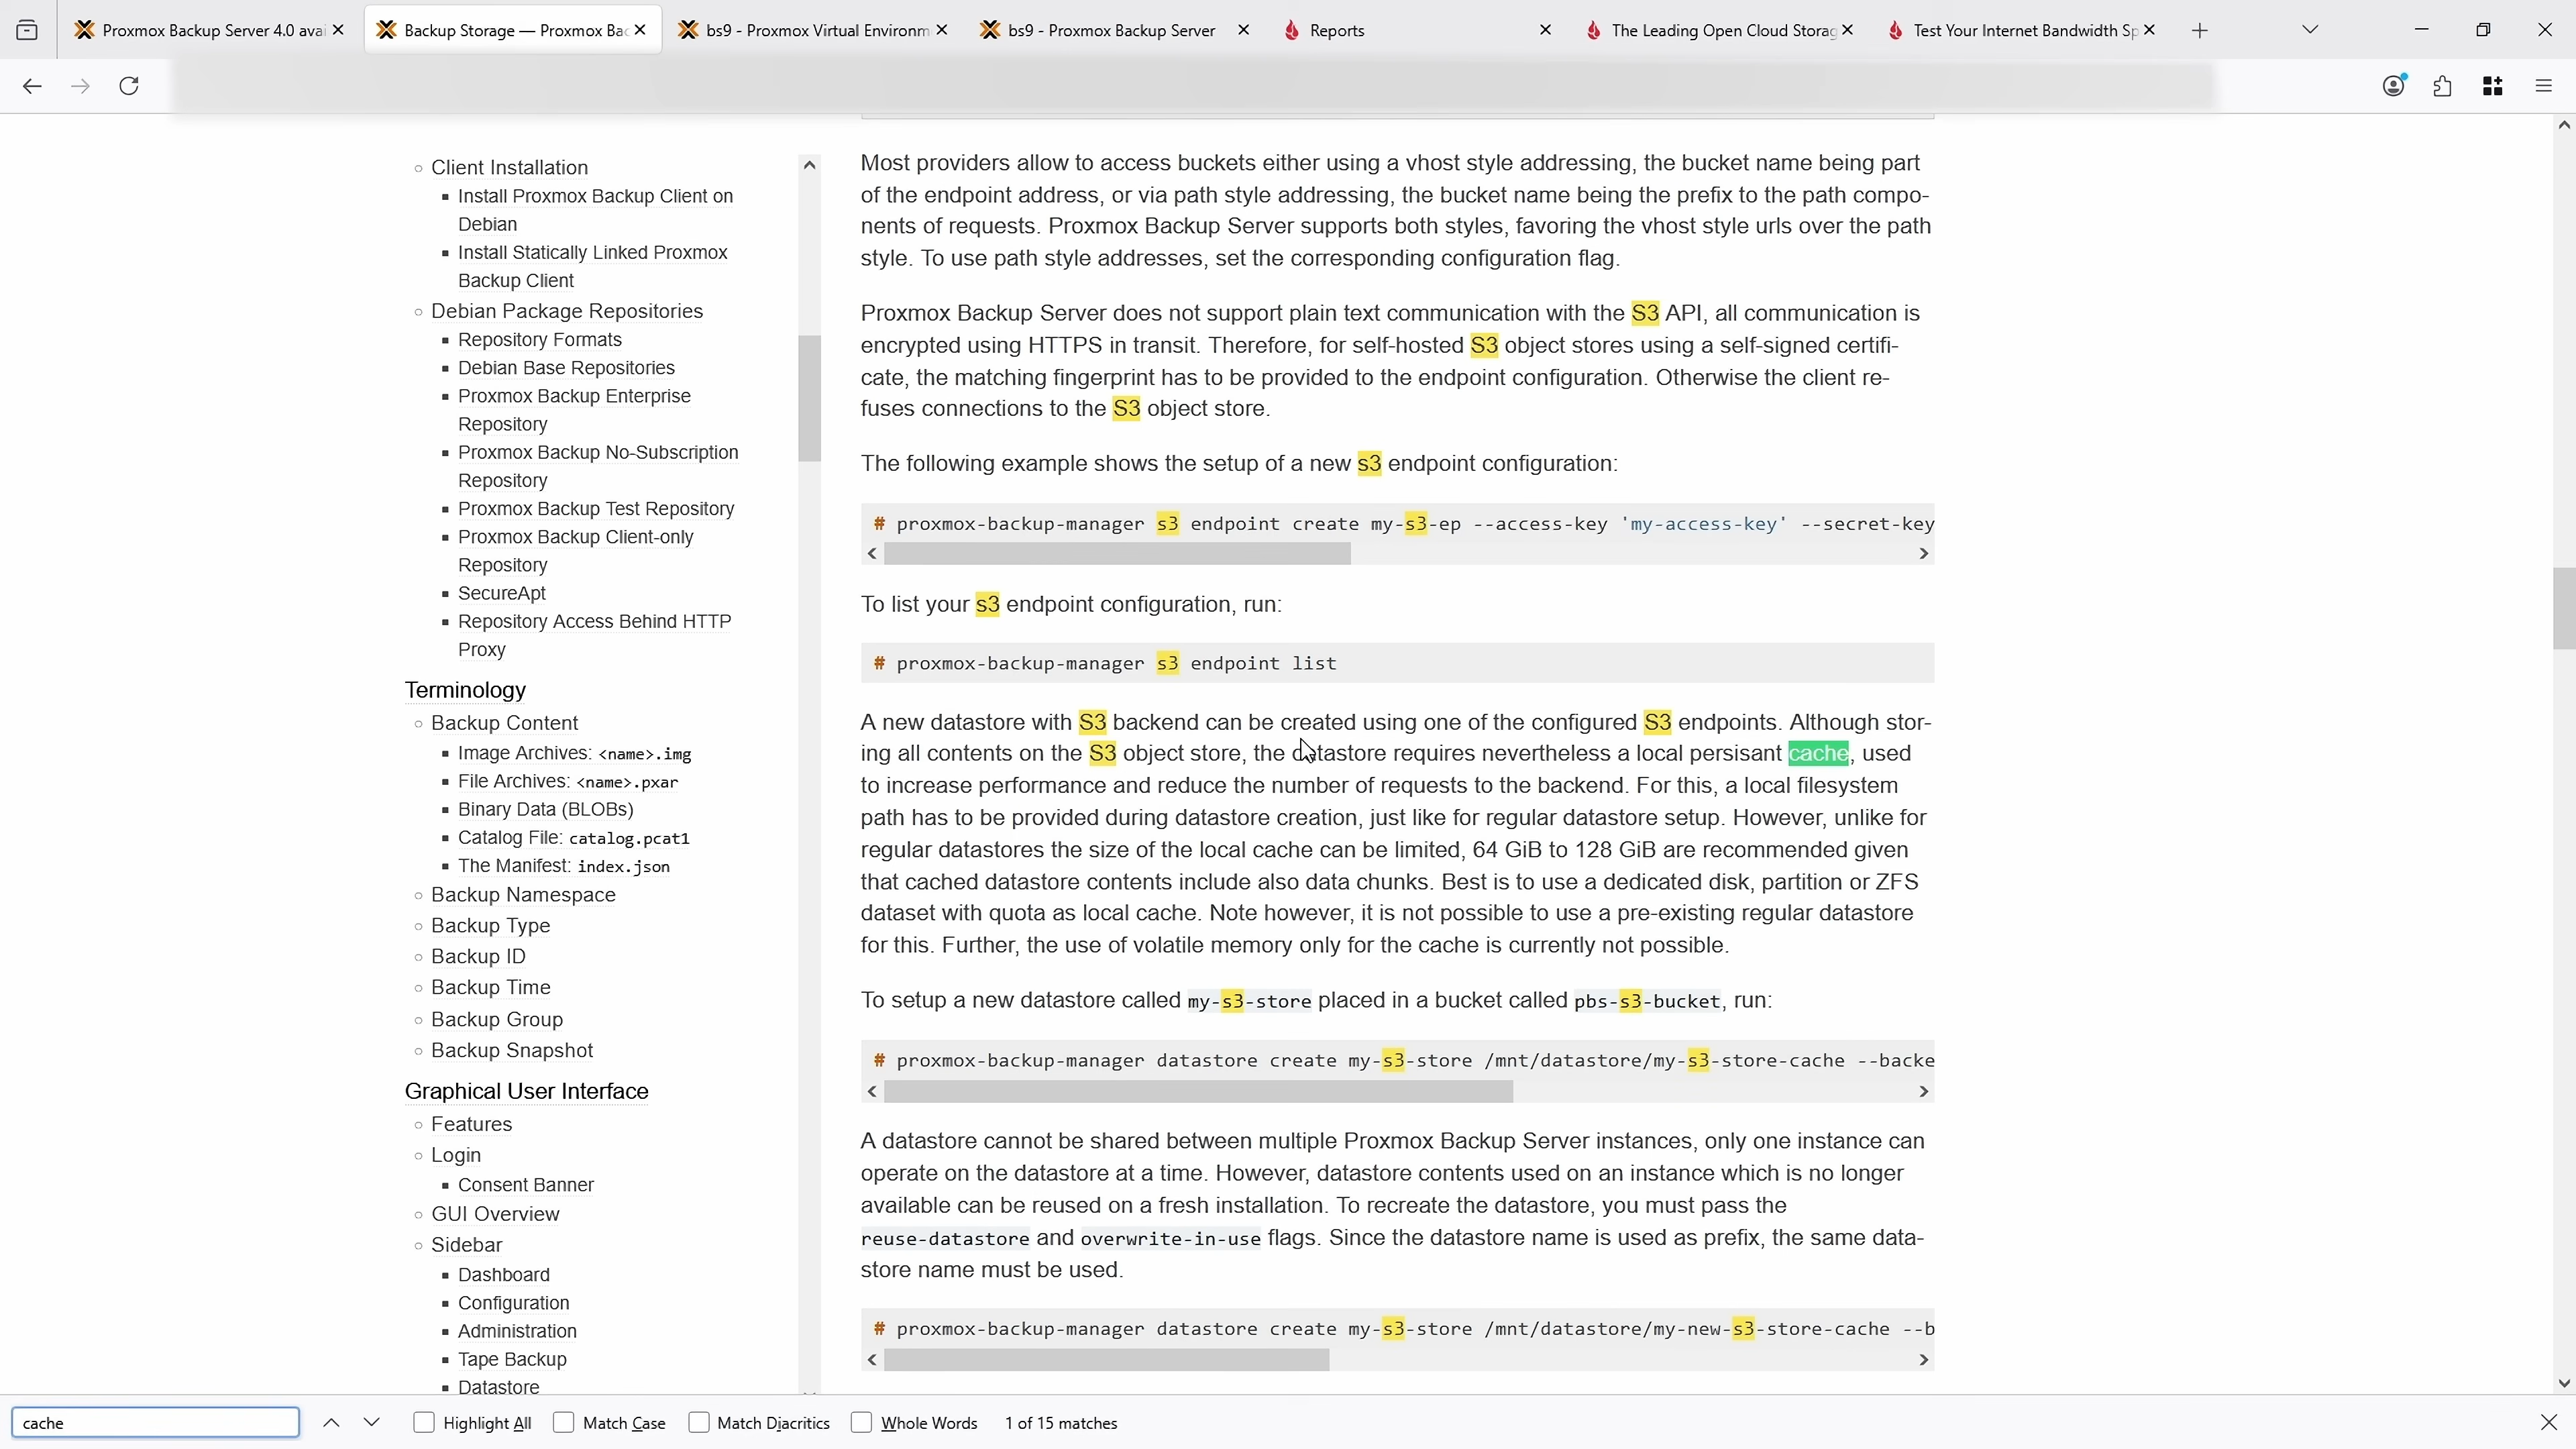 Proxmox Backup Server 4.0 avai
Backup Storage — Proxmox Bac
bs9 - Proxmox Virtual Environm
bs9 - Proxmox Backup Server
Reports
The Leading Open Cloud Storag
Test Your Internet Bandwidth Sp
Client Installation
Install Proxmox Backup Client on
Debian
Install Statically Linked Proxmox
Backup Client
Debian Package Repositories
Repository Formats
Debian Base Repositories
Proxmox Backup Enterprise
Repository
Proxmox Backup No-Subscription
Repository
Proxmox Backup Test Repository
Proxmox Backup Client-only
Repository
SecureApt
Repository Access Behind HTTP
Proxy
Terminology
Backup Content
Image Archives: <name>.img
File Archives: <name>.pxar
Binary Data (BLOBs)
Catalog File: catalog.pcat1
The Manifest: index.json
Backup Namespace
Backup Type
Backup ID
Backup Time
Backup Group
Backup Snapshot
Graphical User Interface
Features
Login
Consent Banner
GUI Overview
Sidebar
Dashboard
Configuration
Administration
Tape Backup
Datastore
Most providers allow to access buckets either using a vhost style addressing, the bucket name being part
of the endpoint address, or via path style addressing, the bucket name being the prefix to the path compo-
nents of requests. Proxmox Backup Server supports both styles, favoring the vhost style urls over the path
style. To use path style addresses, set the corresponding configuration flag.
Proxmox Backup Server does not support plain text communication with the S3 API, all communication is
encrypted using HTTPS in transit. Therefore, for self-hosted S3 object stores using a self-signed certifi-
cate, the matching fingerprint has to be provided to the endpoint configuration. Otherwise the client re-
fuses connections to the S3 object store.
The following example shows the setup of a new s3 endpoint configuration:
# proxmox-backup-manager s3 endpoint create my-s3-ep --access-key 'my-access-key' --secret-key
To list your s3 endpoint configuration, run:
# proxmox-backup-manager s3 endpoint list
A new datastore with S3 backend can be created using one of the configured S3 endpoints. Although stor-
ing all contents on the S3 object store, the datastore requires nevertheless a local persisant cache, used
to increase performance and reduce the number of requests to the backend. For this, a local filesystem
path has to be provided during datastore creation, just like for regular datastore setup. However, unlike for
regular datastores the size of the local cache can be limited, 64 GiB to 128 GiB are recommended given
that cached datastore contents include also data chunks. Best is to use a dedicated disk, partition or ZFS
dataset with quota as local cache. Note however, it is not possible to use a pre-existing regular datastore
for this. Further, the use of volatile memory only for the cache is currently not possible.
To setup a new datastore called my-s3-store placed in a bucket called pbs-s3-bucket, run:
# proxmox-backup-manager datastore create my-s3-store /mnt/datastore/my-s3-store-cache --backe
A datastore cannot be shared between multiple Proxmox Backup Server instances, only one instance can
operate on the datastore at a time. However, datastore contents used on an instance which is no longer
available can be reused on a fresh installation. To recreate the datastore, you must pass the
reuse-datastore and overwrite-in-use flags. Since the datastore name is used as prefix, the same data-
store name must be used.
# proxmox-backup-manager datastore create my-s3-store /mnt/datastore/my-new-s3-store-cache --b
cache
Highlight All
Match Case
Match Diacritics
Whole Words
1 of 15 matches